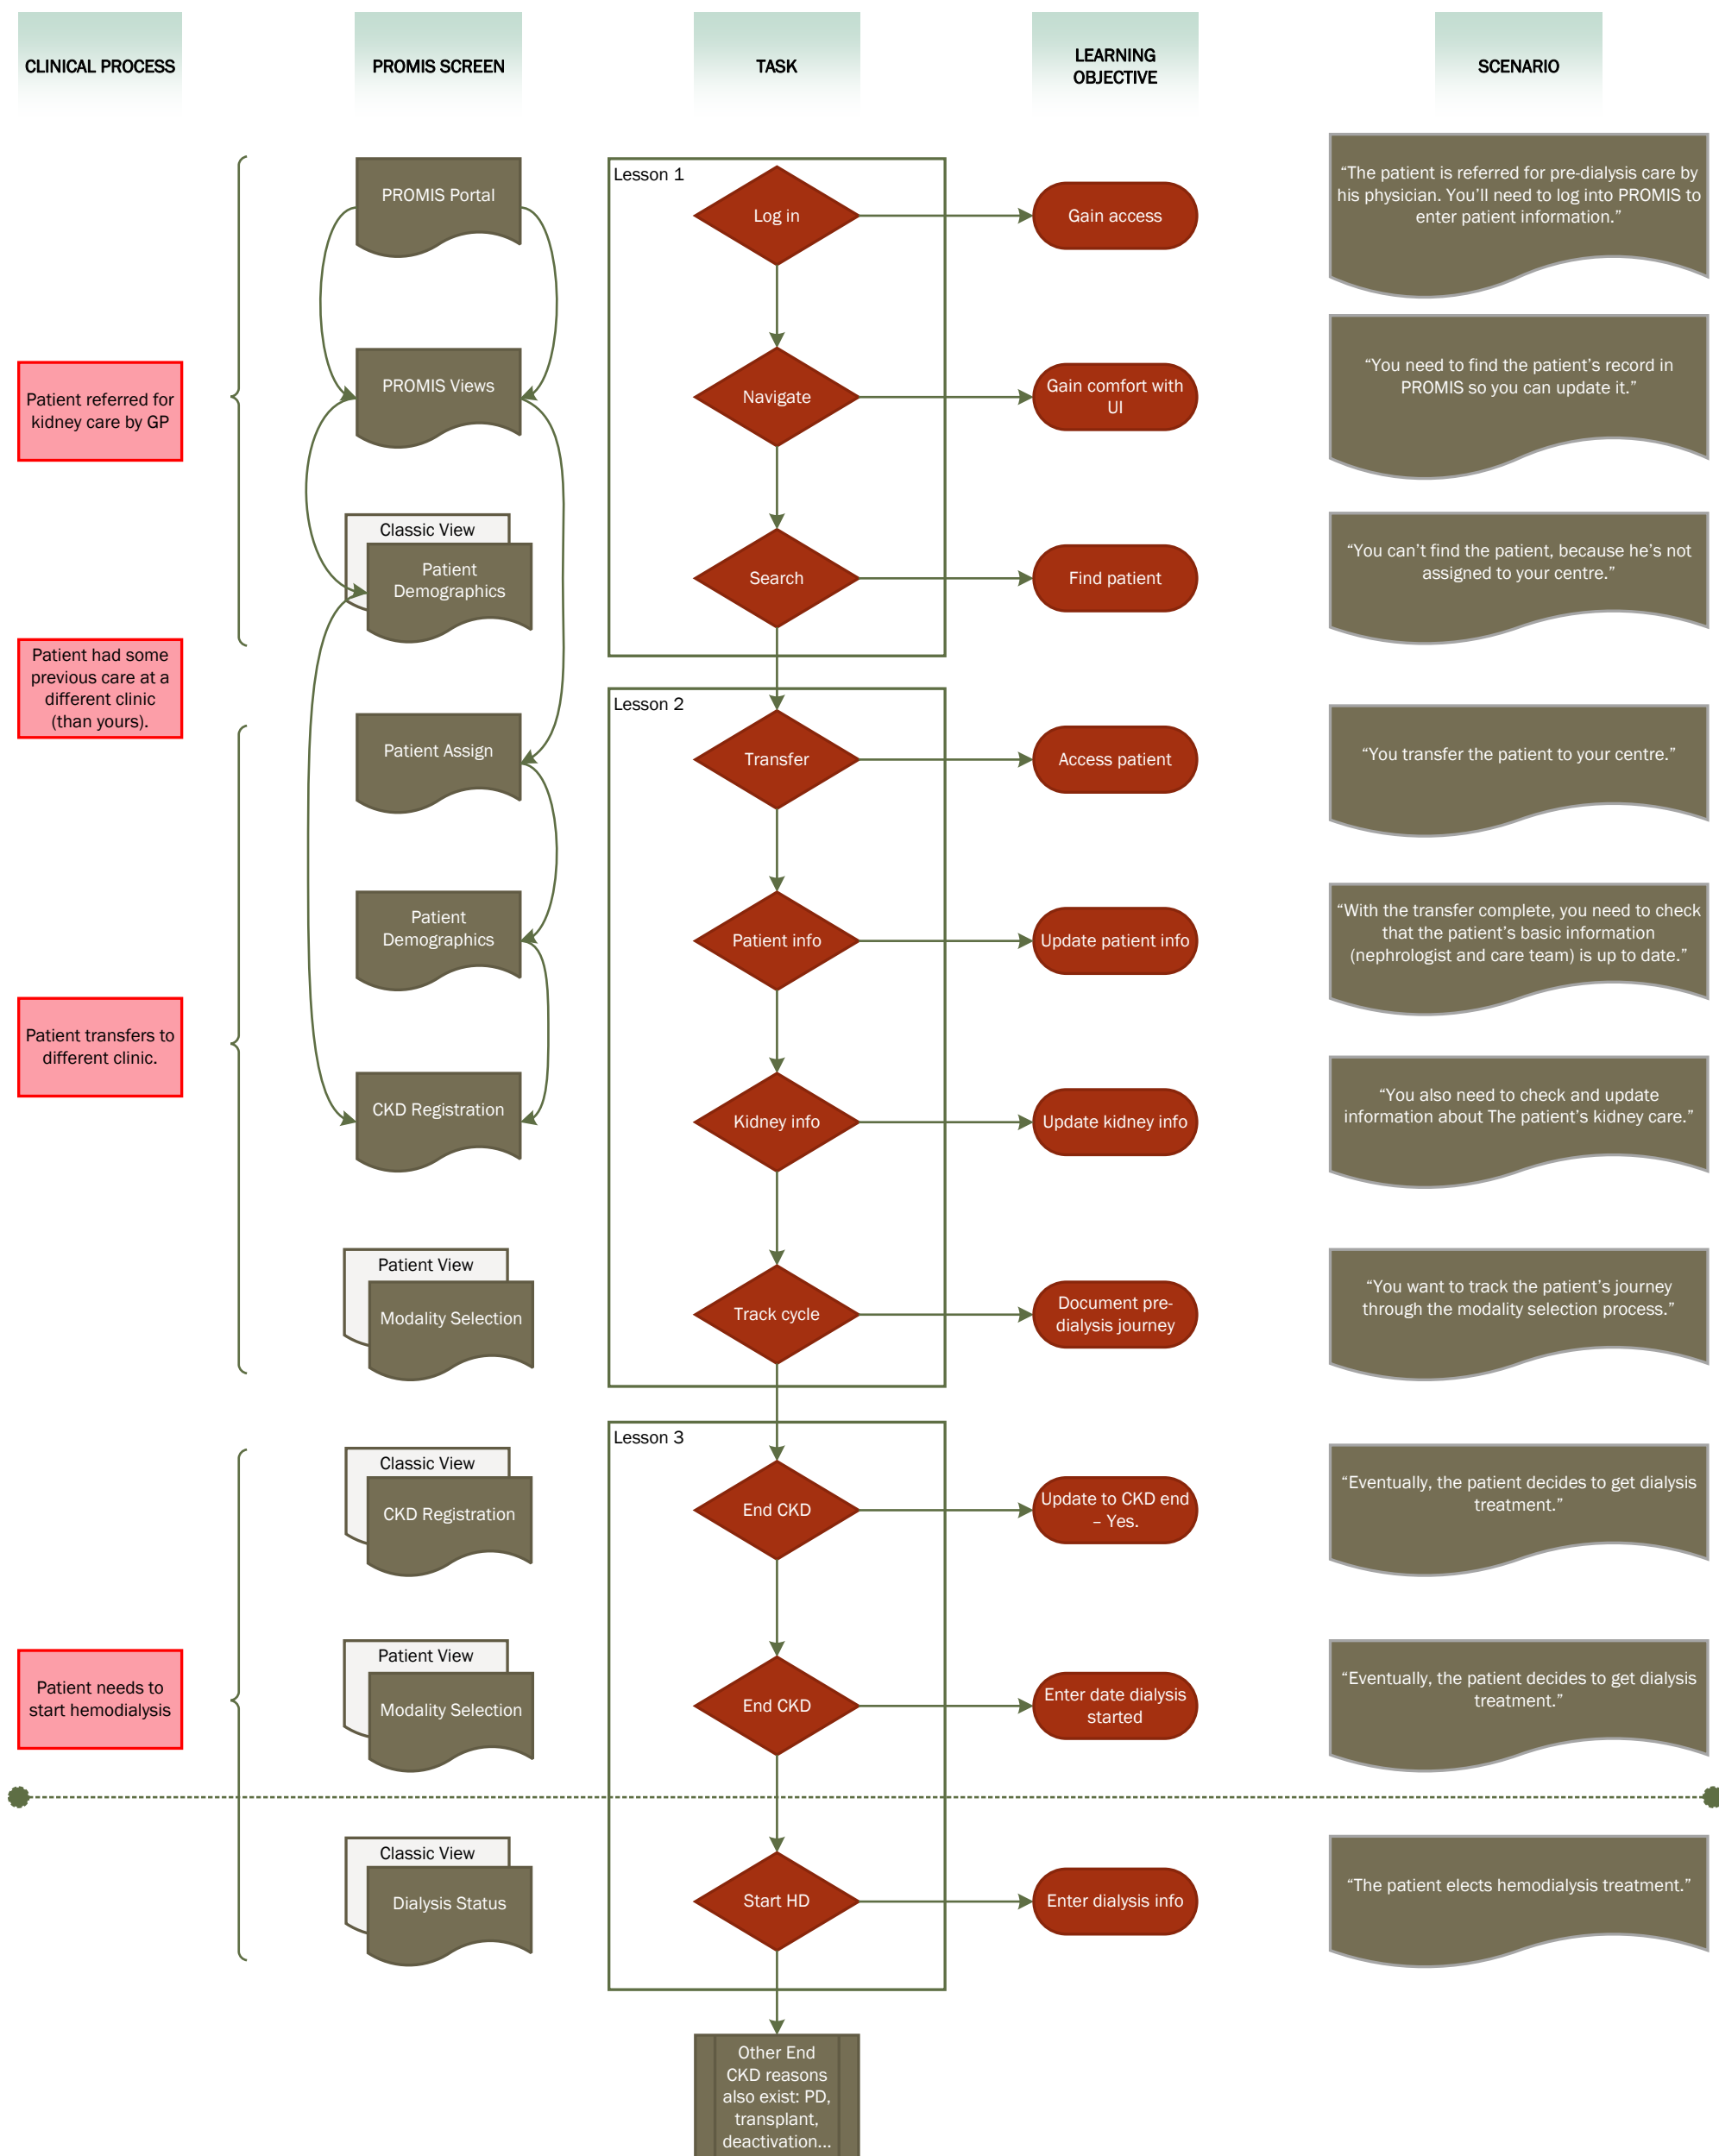 CLINICAL PROCESS
PROMIS SCREEN
TASK
LEARNING
OBJECTIVE
SCENARIO
PROMIS Portal
Lesson 1
Log in
Gain access
“The patient is referred for pre-dialysis care by
his physician. You’ll need to log into PROMIS to
enter patient information.”
Patient referred for
kidney care by GP
PROMIS Views
Navigate
Gain comfort with
UI
“You need to find the patient’s record in
PROMIS so you can update it.”
Classic View
Patient
Demographics
Search
Find patient
“You can’t find the patient, because he’s not
assigned to your centre.”
Patient had some
previous care at a
different clinic
(than yours).
Lesson 2
Patient Assign
Transfer
Access patient
“You transfer the patient to your centre.”
Patient
Demographics
Patient info
Update patient info
“With the transfer complete, you need to check
that the patient’s basic information
(nephrologist and care team) is up to date.”
Patient transfers to
different clinic.
CKD Registration
Kidney info
Update kidney info
“You also need to check and update
information about The patient’s kidney care.”
Patient View
Modality Selection
Track cycle
Document pre-
dialysis journey
“You want to track the patient’s journey
through the modality selection process.”
Lesson 3
Classic View
CKD Registration
End CKD
Update to CKD end
– Yes.
“Eventually, the patient decides to get dialysis
treatment.”
Patient needs to
start hemodialysis
Patient View
Modality Selection
End CKD
Enter date dialysis
started
“Eventually, the patient decides to get dialysis
treatment.”
Classic View
Dialysis Status
Start HD
Enter dialysis info
“The patient elects hemodialysis treatment.”
Other End
CKD reasons
also exist: PD,
transplant,
deactivation...